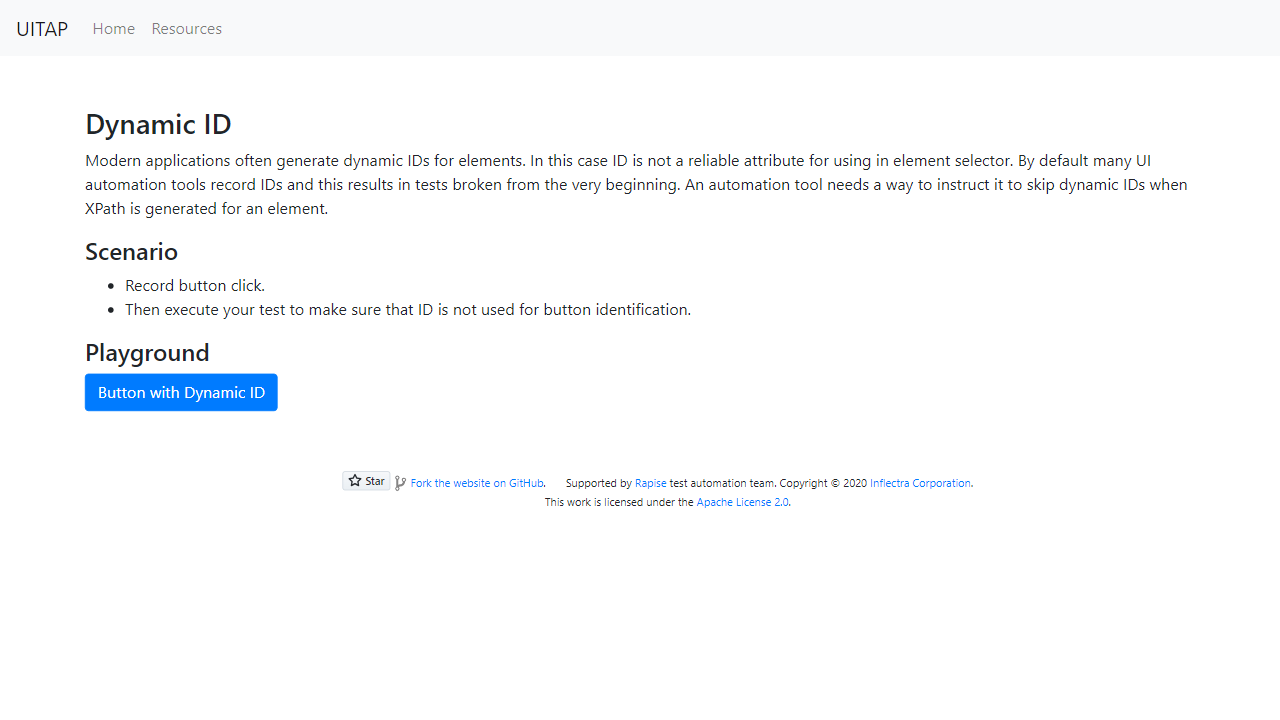 UITAP Home Resources
Dynamic ID
Modern applications often generate dynamic IDs for elements. In this case ID is not a reliable attribute for using in element selector. By default many UI
automation tools record IDs and this results in tests broken from the very beginning. An automation tool needs a way to instruct it to skip dynamic IDs when
XPath is generated for an element.
Scenario
• Record button click.
• Then execute your test to make sure that ID is not used for button identification.
Playground
Button with Dynamic ID
Star Fork the website on GitHub. Supported by Rapise test automation team. Copyright © 2020 Inflectra Corporation.
This work is licensed under the Apache License 2.0.